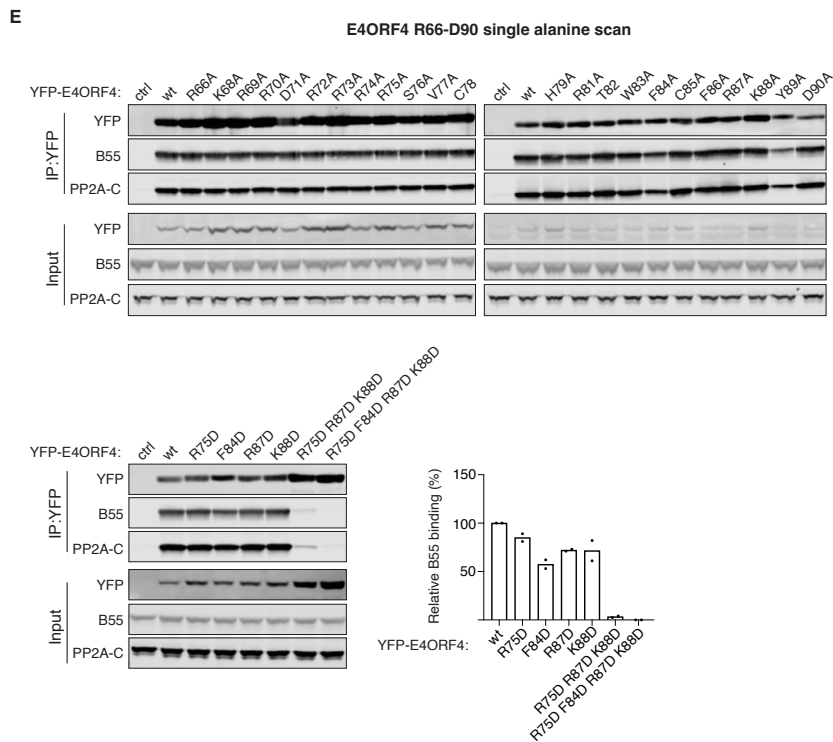 E
E4ORF4 R66-D90 single alanine scan
YFP-E4ORF4: ctrl wt R66A K68A R69A R70A D71A R72A R73A R74A R75A S76A V77A C78 ctrl wt H79A R81A T82 W83A F84A C85A F86A R87A K88A Y89A D90A
IP:YFP
YFP
B55
PP2A-C
Input
YFP
B55
PP2A-C
YFP-E4ORF4: ctrl wt R75D F84D R87D K88D R75D R87D K88D R75D F84D R87D K88D
IP:YFP
YFP
B55
PP2A-C
Input
YFP
B55
PP2A-C
Relative B55 binding (%)
150
100
50
YFP-E4ORF4: wt R75D F84D R87D K88D R75D R87D K88D R75D F84D R87D K88D